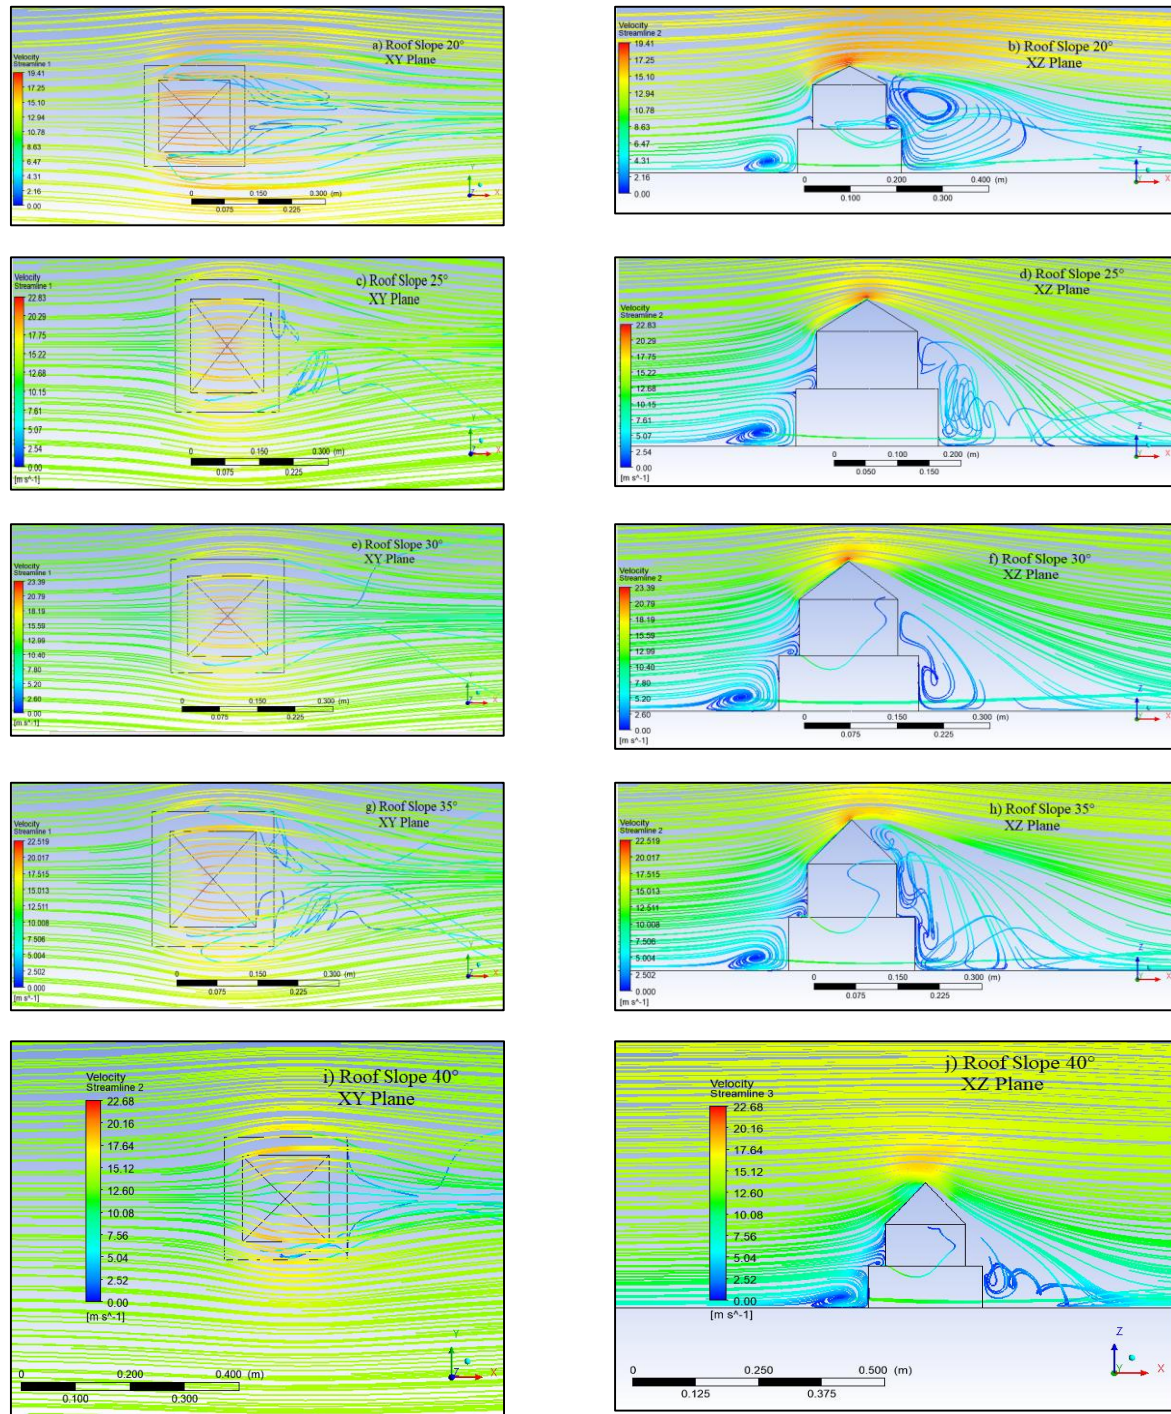 a) Roof Slope 20°
XY Plane
Velocity
Streamline 1
19.41
17.25
15.10
12.94
10.78
8.63
6.47
4.31
2.16
0.00
0 0.150 0.300 (m)
0.075 0.225
Y
Z X
b) Roof Slope 20°
XZ Plane
Velocity
Streamline 2
19.41
17.25
15.10
12.94
10.78
8.63
6.47
4.31
2.16
0.00
0 0.200 0.400 (m)
0.100 0.300
Z
Y X
c) Roof Slope 25°
XY Plane
Velocity
Streamline 1
22.83
20.29
17.75
15.22
12.68
10.15
7.61
5.07
2.54
0.00
[m s^-1]
0 0.150 0.300 (m)
0.075 0.225
Y
Z X
d) Roof Slope 25°
XZ Plane
Velocity
Streamline 2
22.83
20.29
17.75
15.22
12.68
10.15
7.61
5.07
2.54
0.00
[m s^-1]
0 0.100 0.200 (m)
0.050 0.150
Z
Y X
e) Roof Slope 30°
XY Plane
Velocity
Streamline 1
23.39
20.79
18.19
15.59
12.99
10.40
7.80
5.20
2.60
0.00
[m s^-1]
0 0.150 0.300 (m)
0.075 0.225
Y
Z X
f) Roof Slope 30°
XZ Plane
Velocity
Streamline 2
23.39
20.79
18.19
15.59
12.99
10.40
7.80
5.20
2.60
0.00
[m s^-1]
0 0.150 0.300 (m)
0.075 0.225
Z
Y X
g) Roof Slope 35°
XY Plane
Velocity
Streamline 1
22.519
20.017
17.515
15.013
12.511
10.008
7.506
5.004
2.502
0.000
[m s^-1]
0 0.150 0.300 (m)
0.075 0.225
Y
Z X
h) Roof Slope 35°
XZ Plane
Velocity
Streamline 2
22.519
20.017
17.515
15.013
12.511
10.008
7.506
5.004
2.502
0.000
[m s^-1]
0 0.150 0.300 (m)
0.075 0.225
Z
Y X
i) Roof Slope 40°
XY Plane
Velocity
Streamline 2
22.68
20.16
17.64
15.12
12.60
10.08
7.56
5.04
2.52
0.00
[m s^-1]
0 0.200 0.400 (m)
0.100 0.300
Y
Z X
j) Roof Slope 40°
XZ Plane
Velocity
Streamline 3
22.68
20.16
17.64
15.12
12.60
10.08
7.56
5.04
2.52
0.00
[m s^-1]
0 0.250 0.500 (m)
0.125 0.375
Z
Y X